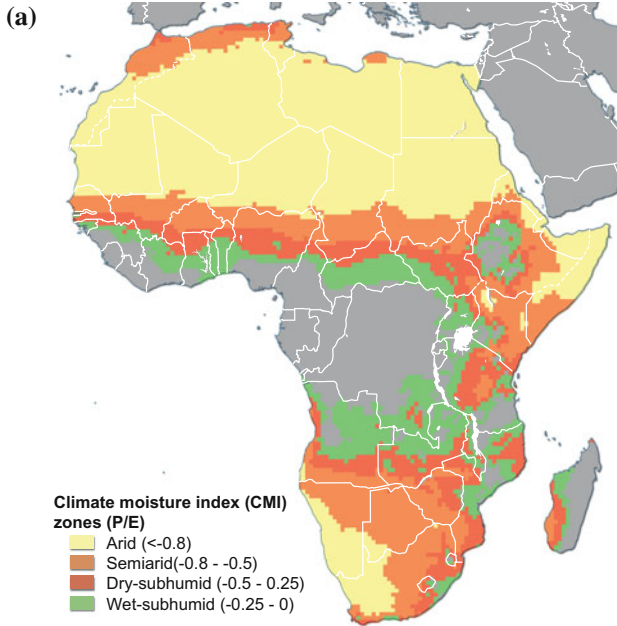 (a)
Climate moisture index (CMI)
zones (P/E)
Arid (<-0.8)
Semiarid(-0.8 - -0.5)
Dry-subhumid (-0.5 - 0.25)
Wet-subhumid (-0.25 - 0)